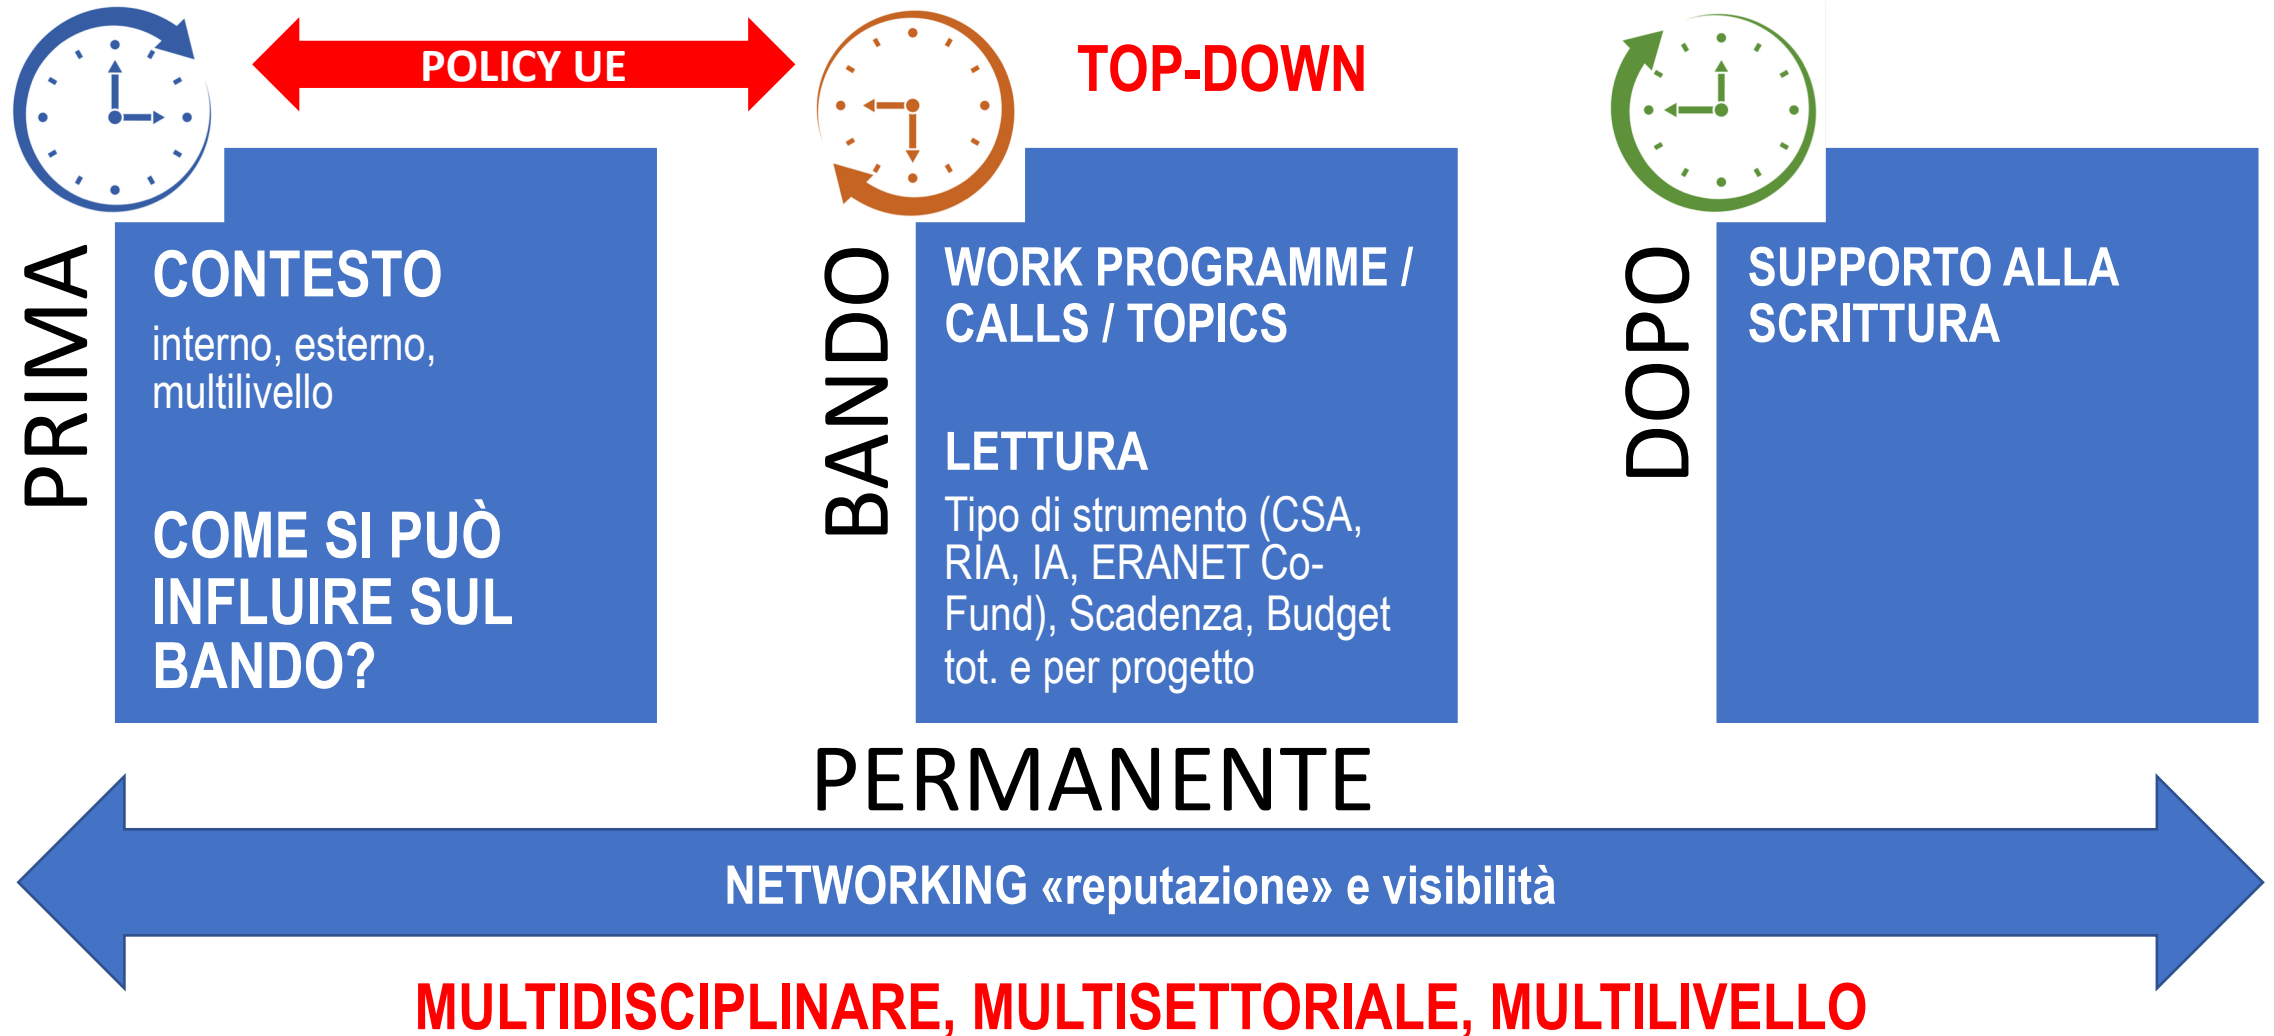 POLICY UE
TOP-DOWN
PRIMA
CONTESTO
interno, esterno,
multilivello
COME SI PUÒ
INFLUIRE SUL
BANDO?
BANDO
WORK PROGRAMME /
CALLS / TOPICS
LETTURA
Tipo di strumento (CSA,
RIA, IA, ERANET Co-
Fund), Scadenza, Budget
tot. e per progetto
DOPO
SUPPORTO ALLA
SCRITTURA
PERMANENTE
NETWORKING «reputazione» e visibilità
MULTIDISCIPLINARE, MULTISETTORIALE, MULTILIVELLO